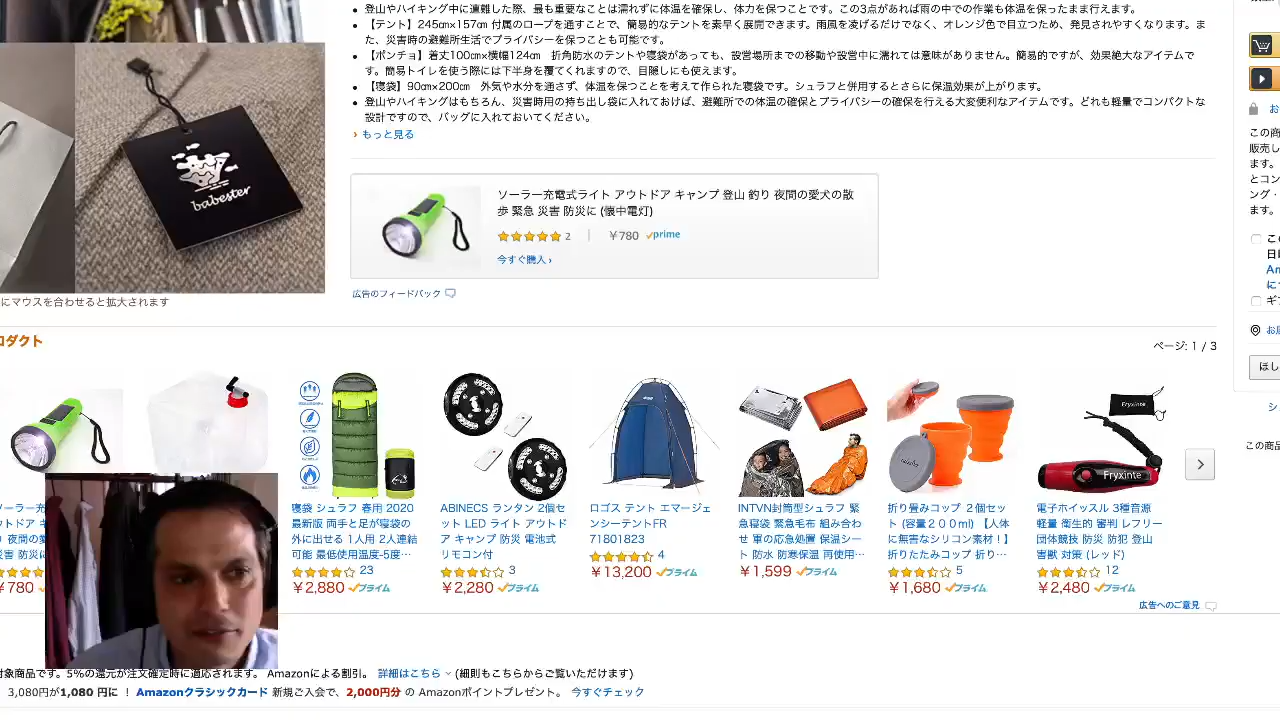 登山やハイキング中に遭難した際、最も重要なことは濡れずに体温を確保し、体力を保つことです。この3点があれば雨の中での作業も体温を保ったまま行えます。
【テント】245cm×157cm 付属のロープを通すことで、簡易的なテントを素早く展開できます。雨風を凌げるだけでなく、オレンジ色で目立つため、発見されやすくなります。ま
た、災害時の避難所生活でプライバシーを保つことも可能です。
【ポンチョ】着丈100cm×横幅124cm 折角防水のテントや寝袋があっても、設営場所までの移動や設営中に濡れては意味がありません。簡易的ですが、効果絶大なアイテムで
す。簡易トイレを使う際には下半身を覆てくれますので、目隠しにも使えます。
【寝袋】90cm×200cm 外気や水分を通さず、体温を保つことを考えて作られた寝袋です。シュラフと併用するとさらに保温効果が上がります。
登山やハイキングはもちろん、災害時用の持ち出し袋に入れておけば、避難所での体温の確保とプライバシーの確保を行える大変便利なアイテムです。どれも軽量でコンパクトな
設計ですので、バッグに入れておいてください。
› もっと見る
babester
にマウスを合わせると拡大されます
ソーラー充電式ライト アウトドア キャンプ 登山 釣り 夜間の愛犬の散
歩 緊急 災害 防災に (懐中電灯)
2 | ￥780 prime
今すぐ購入 ›
広告のフィードバック
お
この商
販売し
ます。
とコン
ング・
ます。
こ
日
Am
に
ギ
お届
ほし
シ
この商品
ロダクト
ページ: 1 / 3
Fryxinte
Fryxinte
ソーラー充
トドア キ
夜間の愛
害 防災に
￥780
寝袋 シュラフ 春用 2020
最新版 両手と足が寝袋の
外に出せる 1人用 2人連結
可能 最低使用温度-5度…
23
￥2,880 プライム
ABINECS ランタン 2個セ
ット LED ライト アウトド
ア キャンプ 防災 電池式
リモコン付
3
￥2,280 プライム
ロゴス テント エマージェ
ンシーテントFR
71801823
4
￥13,200 プライム
INTVN封筒型シュラフ 緊
急寝袋 緊急毛布 組み合わ
せ 車の応急処置 保温シー
ト 防水 防寒保温 再使用…
￥1,599 プライム
折り畳みコップ 2個セッ
ト (容量200ml) 【人体
に無害なシリコン素材！】
折りたたみコップ 折り…
5
￥1,680 プライム
電子ホイッスル 3種音源
軽量 衛生的 審判 レフリー
団体競技 防災 防犯 登山
害獣 対策 (レッド)
12
￥2,480 プライム
広告へのご意見
対象商品です。5%の還元が注文確定時に適応されます。 Amazonによる割引。 詳細はこちら (細則もこちらからご覧いただけます)
3,080円が1,080 円に ！ Amazonクラシックカード 新規ご入会で、2,000円分 の Amazonポイントプレゼント。 今すぐチェック